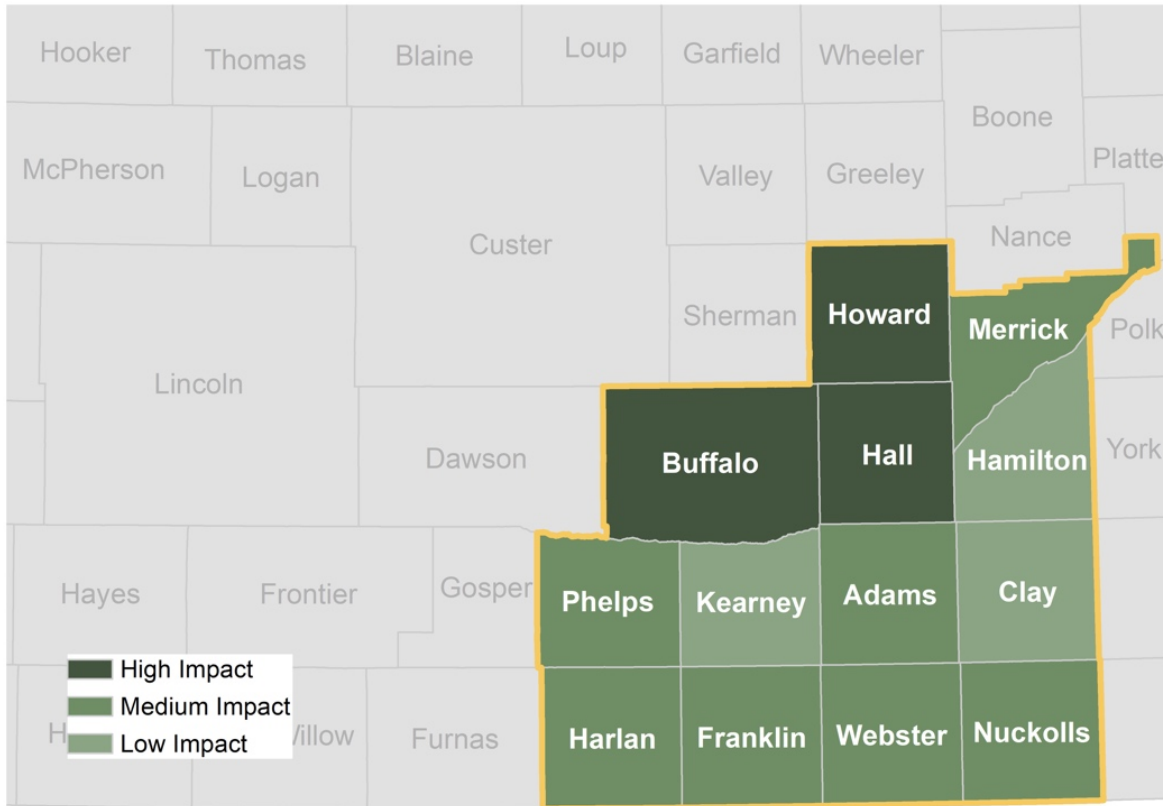 Hooker
Thomas
Blaine
Loup
Garfield
Wheeler
Boone
Platte
McPherson
Logan
Custer
Valley
Greeley
Nance
Sherman
Howard
Merrick
Polk
Lincoln
Dawson
Buffalo
Hall
Hamilton
York
Hayes
Frontier
Gosper
Phelps
Kearney
Adams
Clay
High Impact
Medium Impact
Low Impact
Furnas
Harlan
Franklin
Webster
Nuckolls